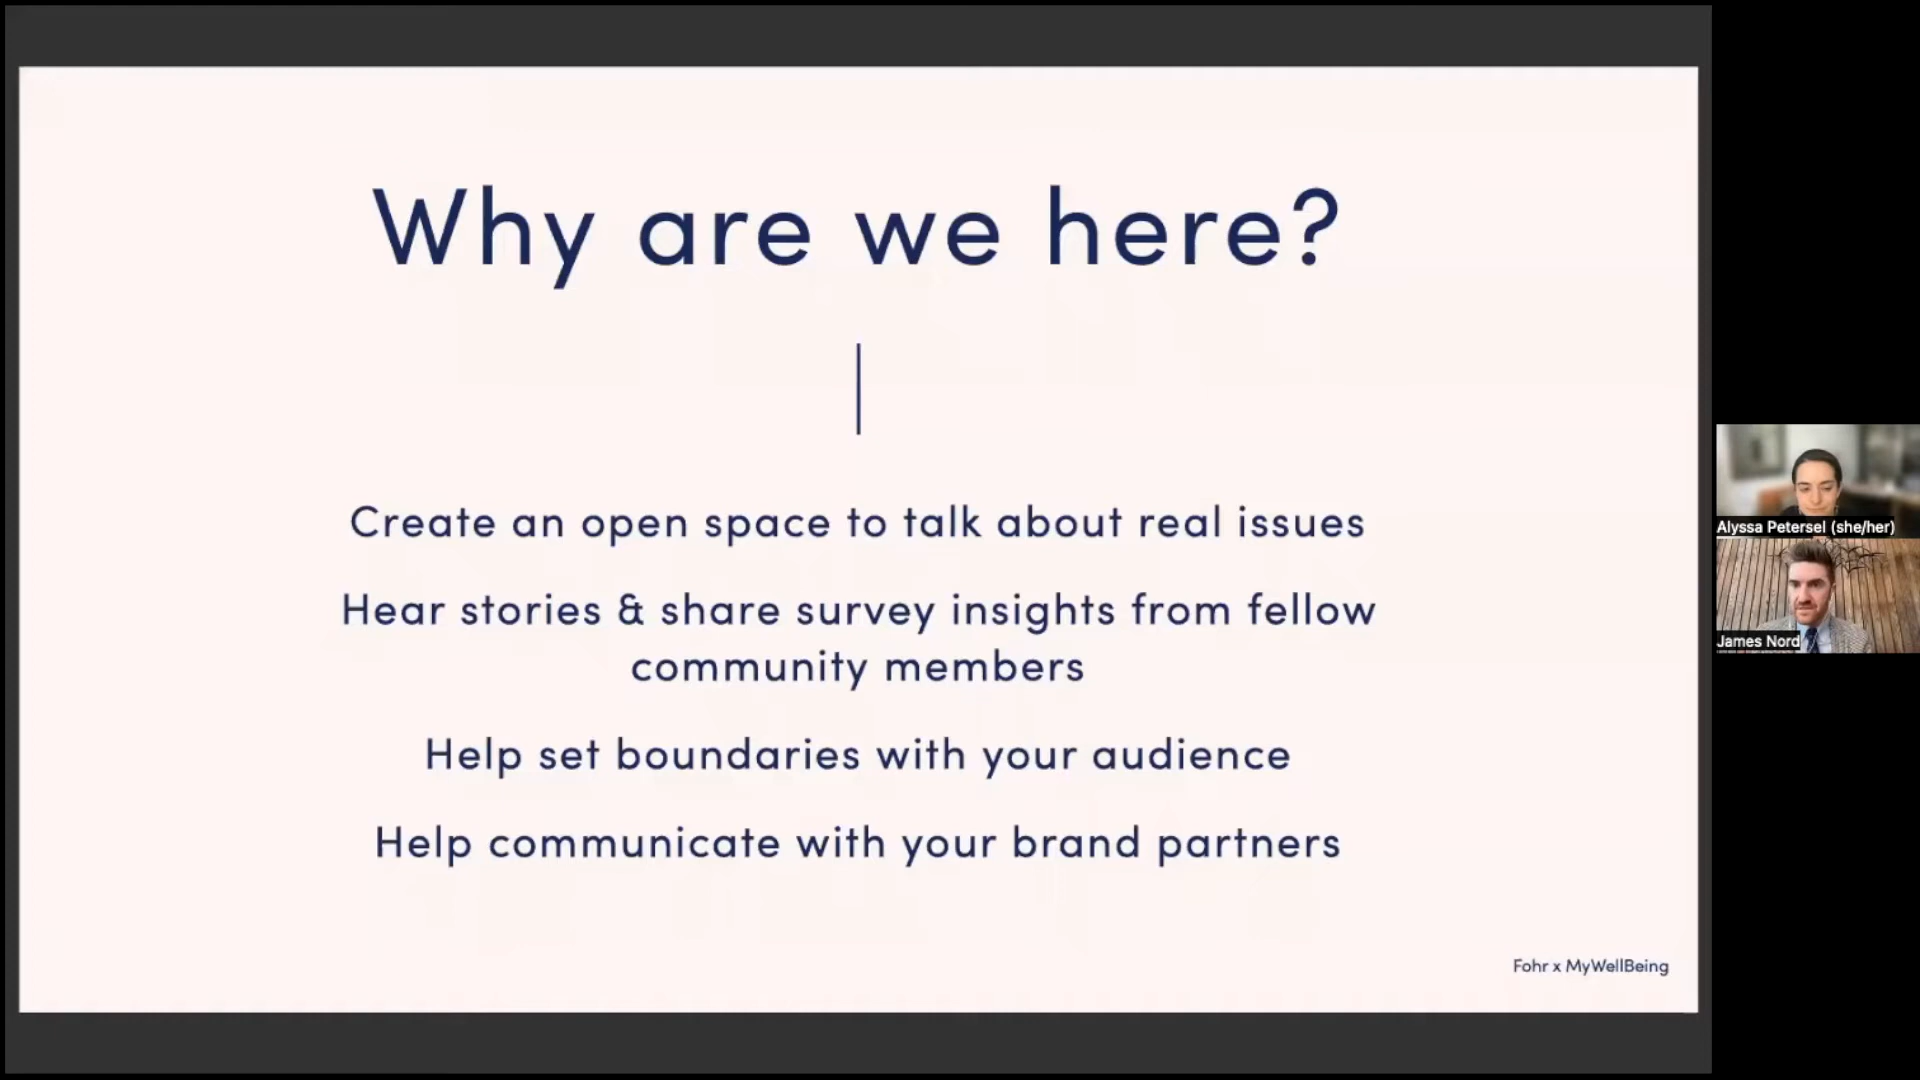 Why are we here?
Create an open space to talk about real issues
Hear stories & share survey insights from fellow
community members
Help set boundaries with your audience
Help communicate with your brand partners
Fohr x MyWellBeing
Alyssa Petersel (she/her)
James Nord